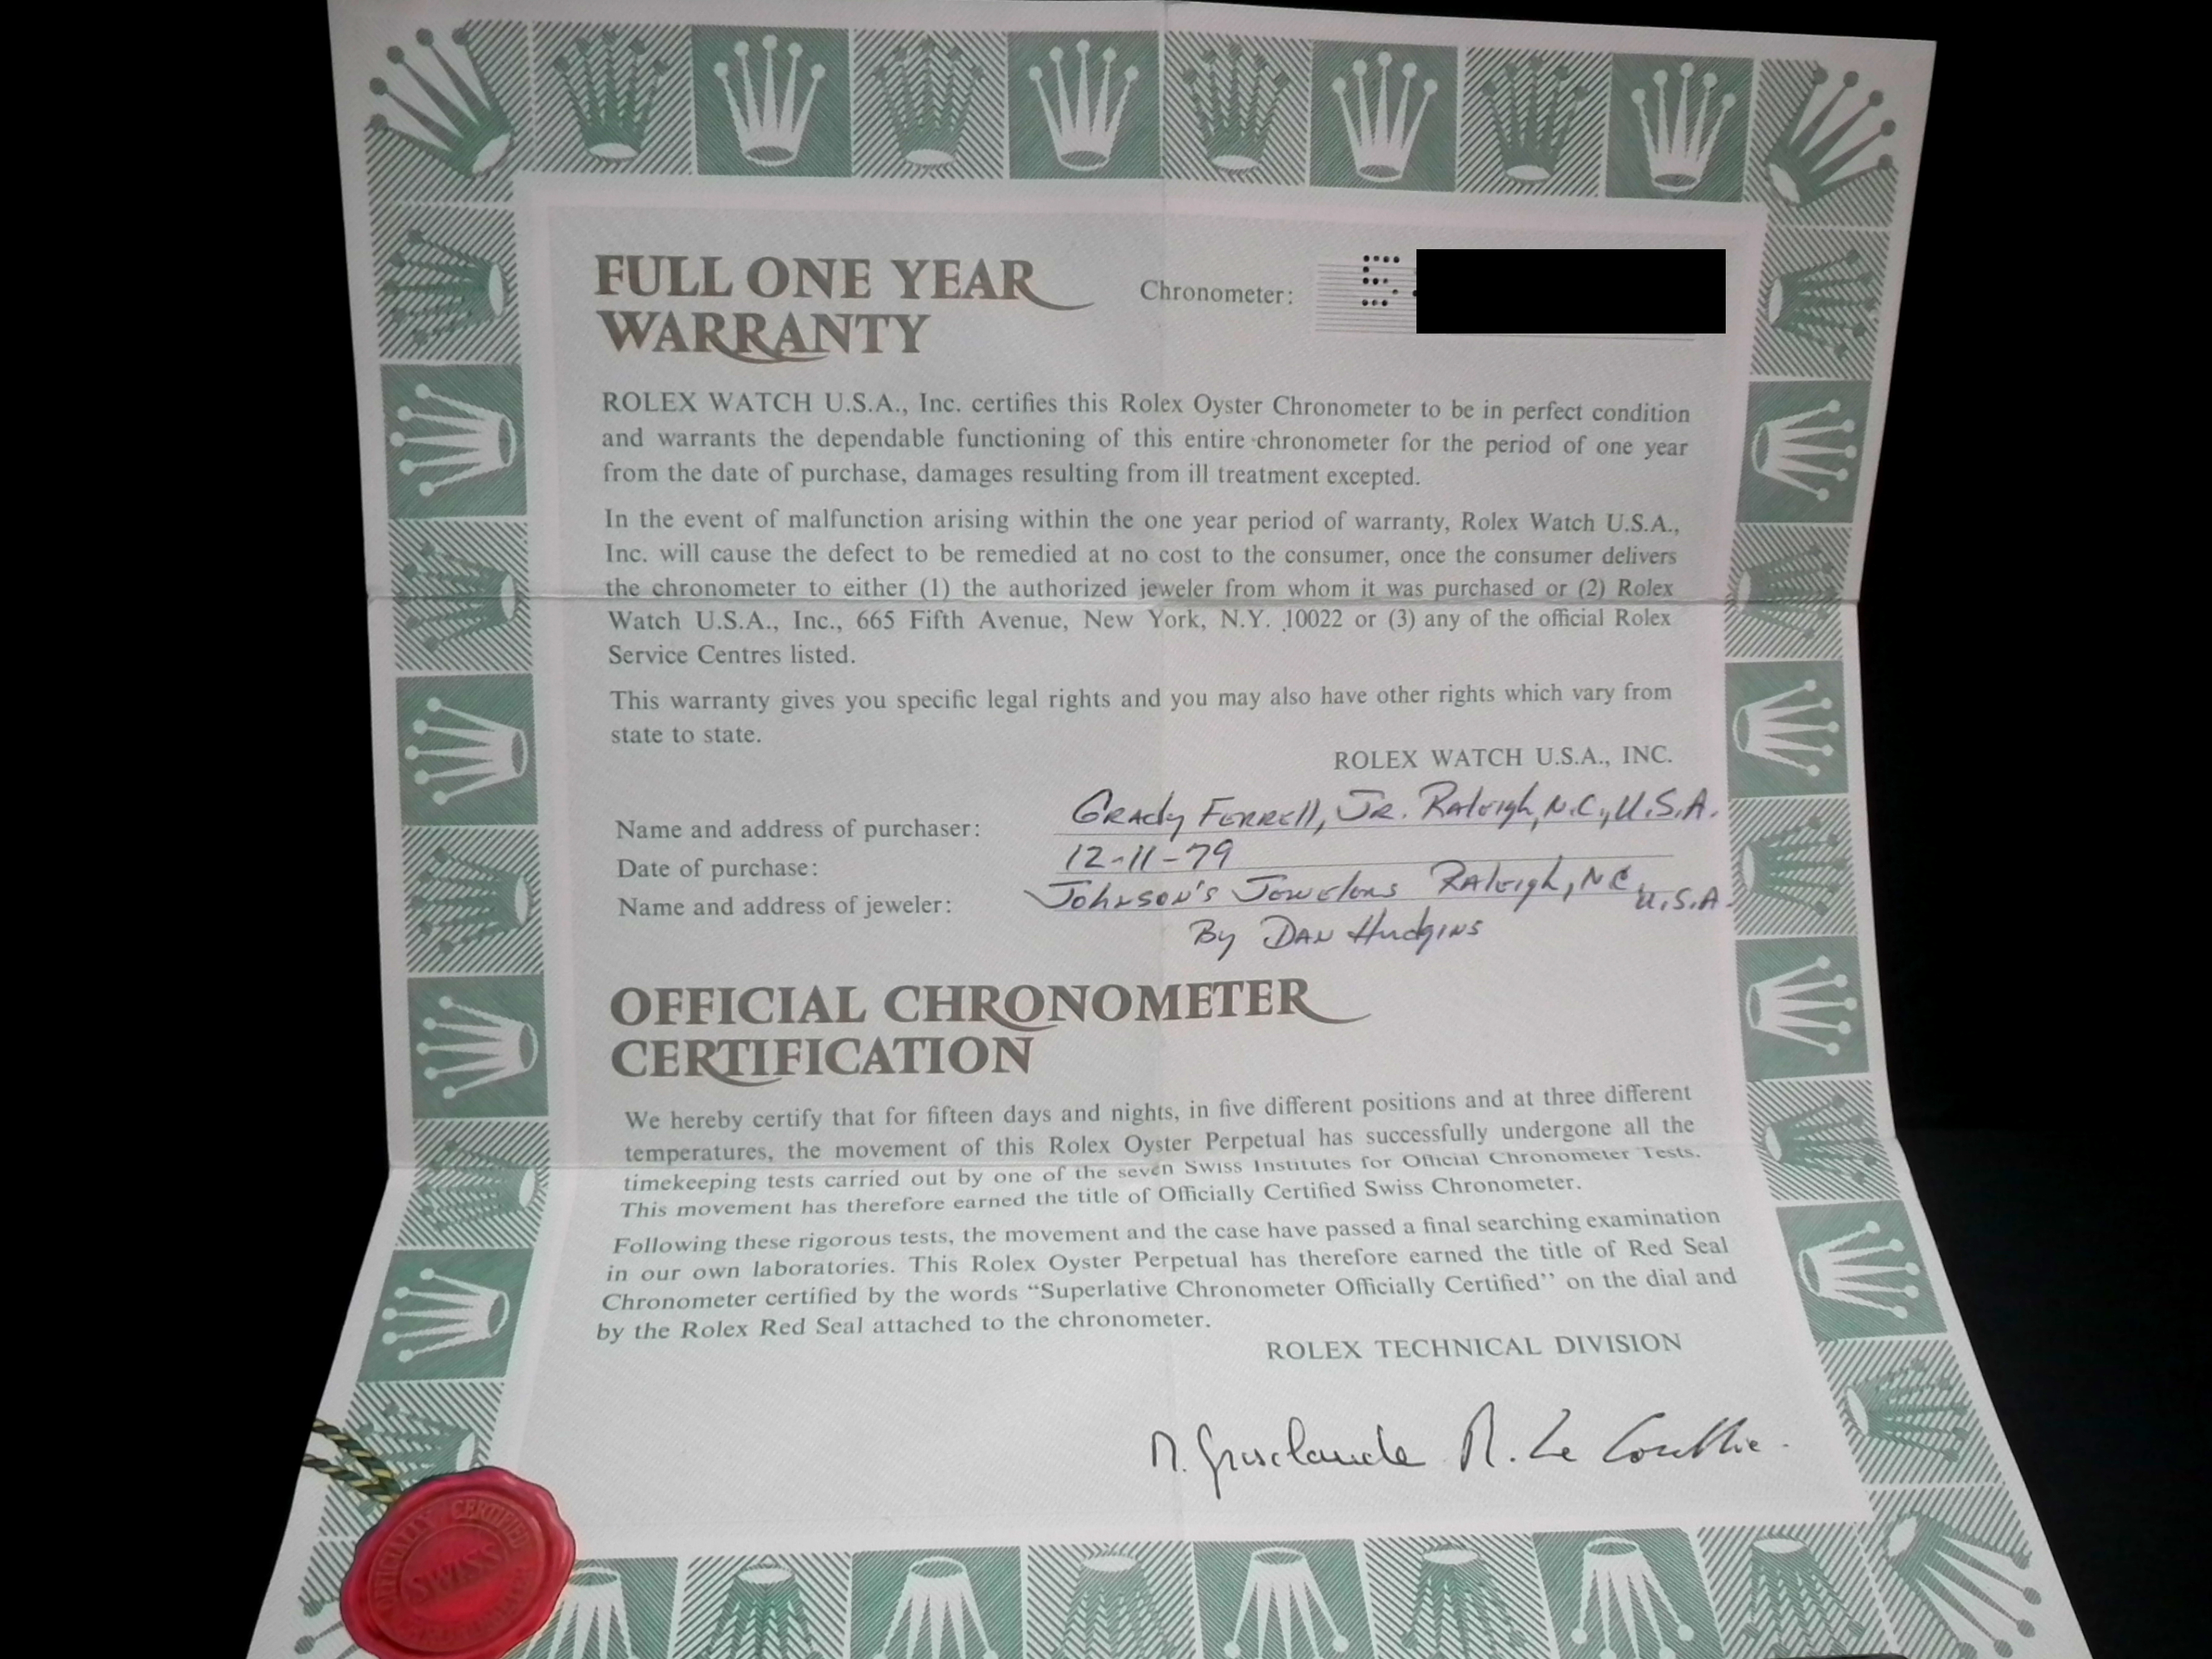 FULL ONE YEAR
WARRANTY
Chronometer: 5
ROLEX WATCH U.S.A., Inc. certifies this Rolex Oyster Chronometer to be in perfect condition
and warrants the dependable functioning of this entire chronometer for the period of one year
from the date of purchase, damages resulting from ill treatment excepted.
In the event of malfunction arising within the one year period of warranty, Rolex Watch U.S.A.,
Inc. will cause the defect to be remedied at no cost to the consumer, once the consumer delivers
the chronometer to either (1) the authorized jeweler from whom it was purchased or (2) Rolex
Watch U.S.A., Inc., 665 Fifth Avenue, New York, N.Y. 10022 or (3) any of the official Rolex
Service Centres listed.
This warranty gives you specific legal rights and you may also have other rights which vary from
state to state.
ROLEX WATCH U.S.A., INC.
Name and address of purchaser: Grady Ferrell, Jr. Raleigh, N.C., U.S.A.
Date of purchase: 12-11-79
Name and address of jeweler: Johnson's Jewelers Raleigh, NC, U.S.A.
By Dan Hudgins
OFFICIAL CHRONOMETER
CERTIFICATION
We hereby certify that for fifteen days and nights, in five different positions and at three different
temperatures, the movement of this Rolex Oyster Perpetual has successfully undergone all the
timekeeping tests carried out by one of the seven Swiss Institutes for Official Chronometer Tests.
This movement has therefore earned the title of Officially Certified Swiss Chronometer.
Following these rigorous tests, the movement and the case have passed a final searching examination
in our own laboratories. This Rolex Oyster Perpetual has therefore earned the title of Red Seal
Chronometer certified by the words “Superlative Chronometer Officially Certified’’ on the dial and
by the Rolex Red Seal attached to the chronometer.
ROLEX TECHNICAL DIVISION
OFFICIALLY CERTIFIED
SWISS